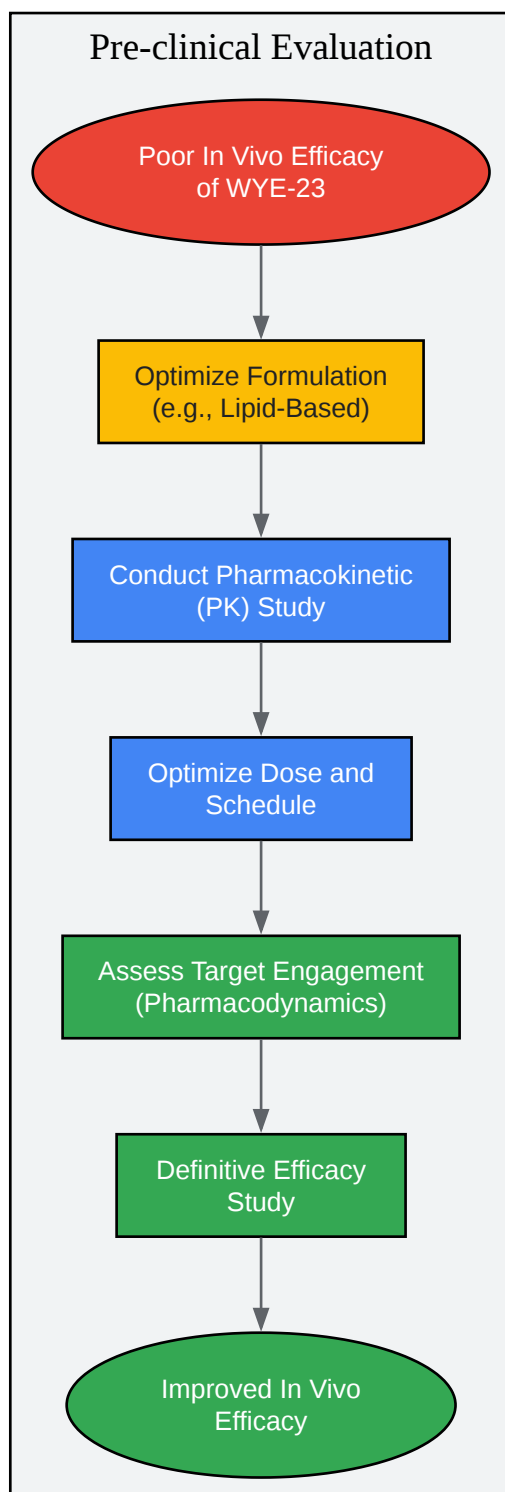 Pre-clinical Evaluation
Poor In Vivo Efficacy
of WYE-23
Optimize Formulation
(e.g., Lipid-Based)
Conduct Pharmacokinetic
(PK) Study
Optimize Dose and
Schedule
Assess Target Engagement
(Pharmacodynamics)
Definitive Efficacy
Study
Improved In Vivo
Efficacy